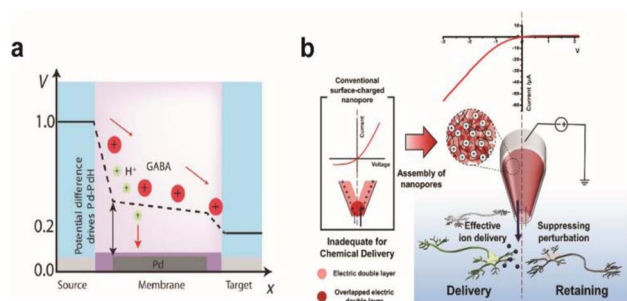 a
V
1.0
0.2
0.0
Potential difference
drives Pd-PdH
H⁺
GABA
Pd
Source
Membrane
Target
x
b
Conventional
surface-charged
nanopore
Current
Voltage
Inadequate for
Chemical Delivery
Electric double layer
Overlapped electric
double layer
Assembly of
nanopores
V
Current /μA
Effective
ion delivery
Suppressing
perturbation
Delivery
Retaining